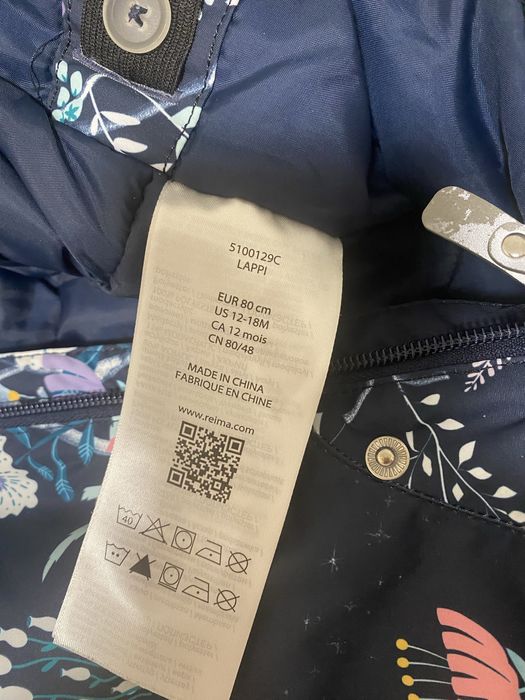 5100129C
LAPPI
EUR 80 cm
US 12-18M
CA 12 mois
CN 80/48
MADE IN CHINA
FABRIQUE EN CHINE
www.reima.com
40